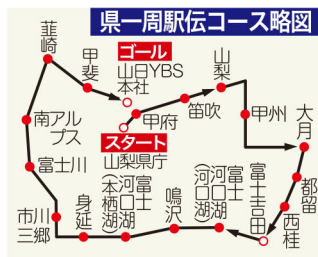 県一周駅伝コース略図
韮崎
甲斐
ゴール
山日YBS
本社
山梨
笛吹
甲府
スタート
山梨県庁
甲州
大月
都留
西桂
富士吉田
富士
河口湖
(河口湖)
鳴沢
富士
河口湖
(本栖湖)
身延
市川
三郷
富士川
南アル
プス